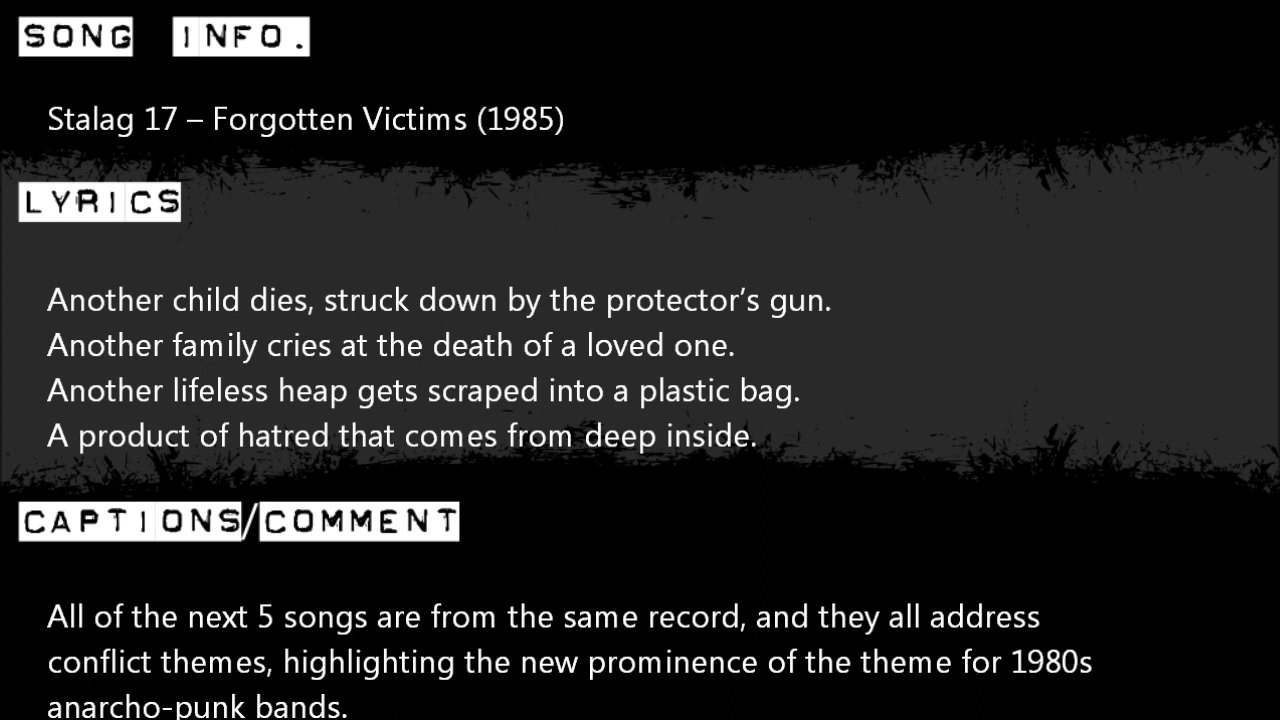 SONG INFO.
Stalag 17 – Forgotten Victims (1985)
LYRICS
Another child dies, struck down by the protector’s gun.
Another family cries at the death of a loved one.
Another lifeless heap gets scraped into a plastic bag.
A product of hatred that comes from deep inside.
CAPTIONS/COMMENT
All of the next 5 songs are from the same record, and they all address
conflict themes, highlighting the new prominence of the theme for 1980s
anarcho-punk bands.